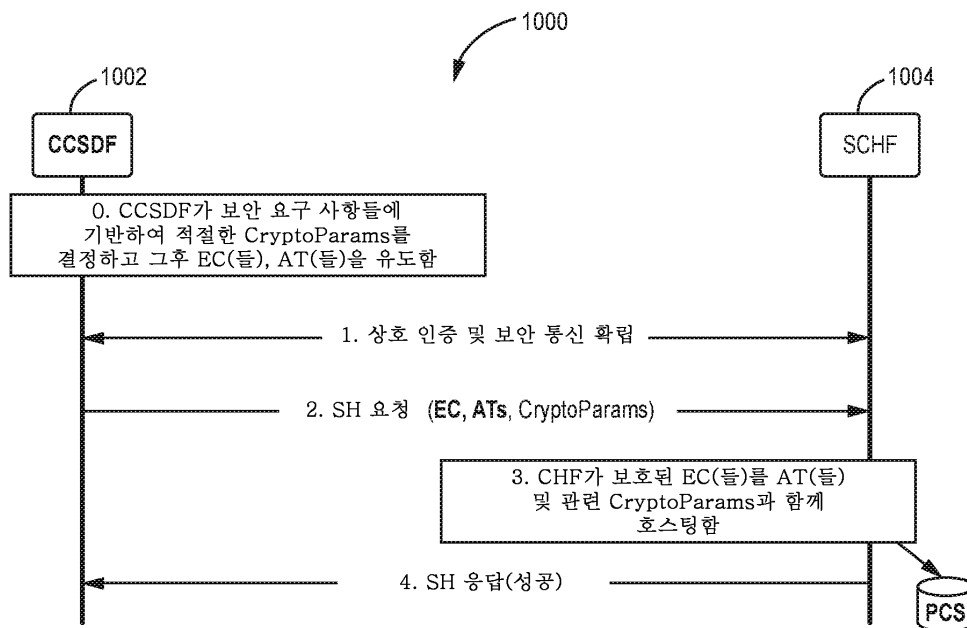 1000
1002
1004
CCSDF
SCHF
0. CCSDF가 보안 요구 사항들에
기반하여 적절한 CryptoParams를
결정하고 그후 EC(들), AT(들)을 유도함
1. 상호 인증 및 보안 통신 확립
2. SH 요청 (EC, ATs, CryptoParams)
3. CHF가 보호된 EC(들)를 AT(들)
및 관련 CryptoParams과 함께
호스팅함
4. SH 응답(성공)
PCS